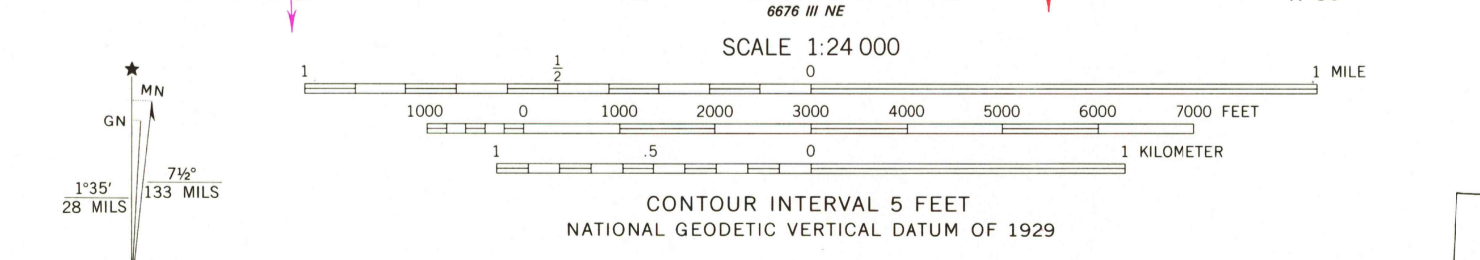 6676 III NE
SCALE 1:24 000
1 ½ 0 1 MILE
1000 0 1000 2000 3000 4000 5000 6000 7000 FEET
1 .5 0 1 KILOMETER
CONTOUR INTERVAL 5 FEET
NATIONAL GEODETIC VERTICAL DATUM OF 1929
★
MN
GN
1°35′
28 MILS
7½°
133 MILS